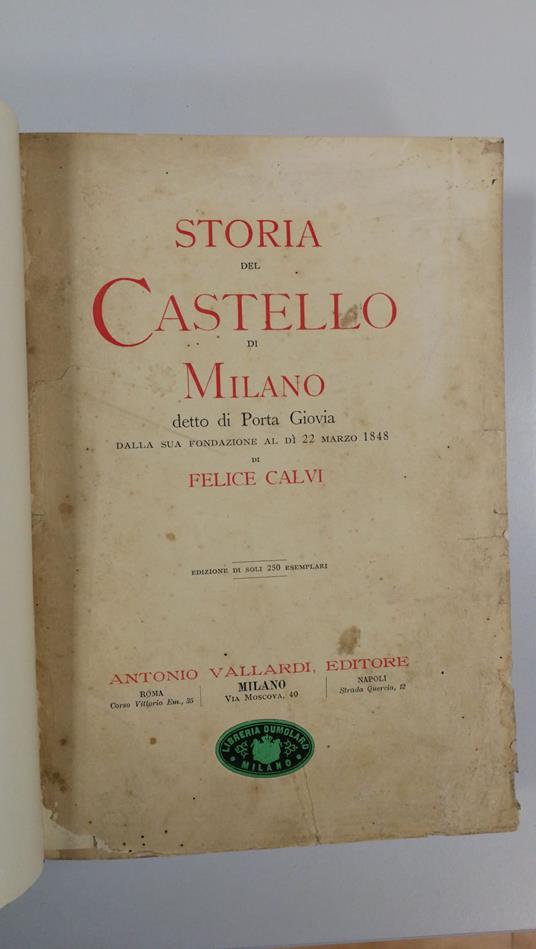 STORIA
DEL
CASTELLO
DI
MILANO
detto di Porta Giovia
DALLA SUA FONDAZIONE AL DÌ 22 MARZO 1848
DI
FELICE CALVI
EDIZIONE DI SOLI 250 ESEMPLARI
ANTONIO VALLARDI, EDITORE
ROMA
Corso Vittorio Em., 35
MILANO
VIA MOSCOVA, 40
NAPOLI
Strada Quercia, 12
LIBRERIA DUMOLARD
MILANO